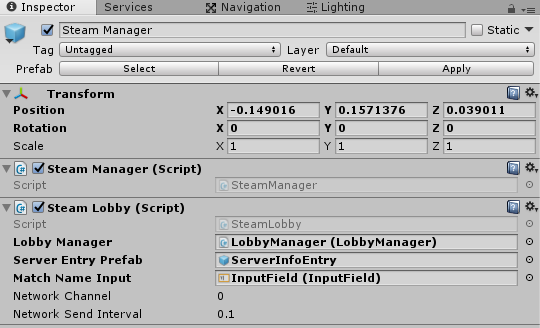 Inspector Services Navigation Lighting
Steam Manager Static
Tag Untagged Layer Default
Prefab Select Revert Apply
Transform
Position X -0.149016 Y 0.1571376 Z 0.039011
Rotation X 0 Y 0 Z 0
Scale X 1 Y 1 Z 1
Steam Manager (Script)
Script SteamManager
Steam Lobby (Script)
Script SteamLobby
Lobby Manager LobbyManager (LobbyManager)
Server Entry Prefab ServerInfoEntry
Match Name Input InputField (InputField)
Network Channel 0
Network Send Interval 0.1